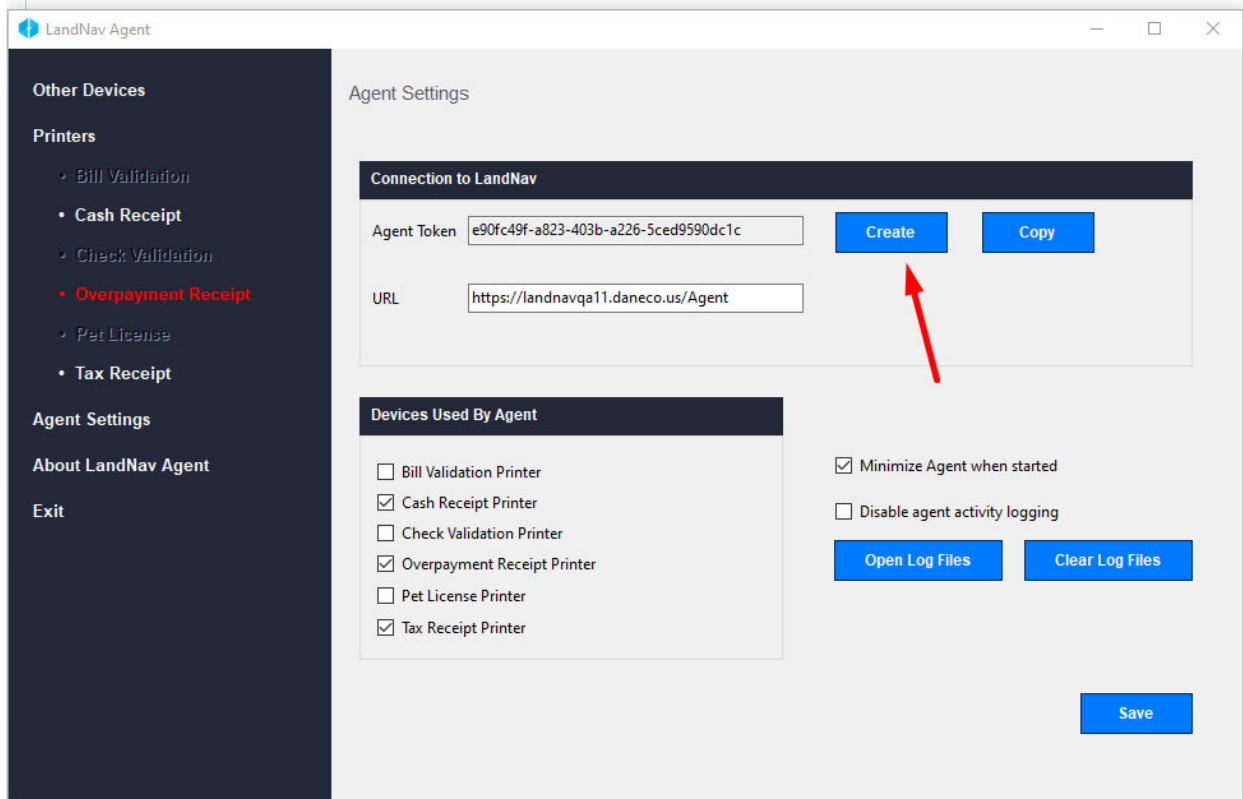 LandNav Agent
Other Devices
Printers
• Bill Validation
• Cash Receipt
• Check Validation
• Overpayment Receipt
• Pet License
• Tax Receipt
Agent Settings
About LandNav Agent
Exit
Agent Settings
Connection to LandNav
Agent Token e90fc49f-a823-403b-a226-5ced9590dc1c Create Copy
URL https://landnavqa11.daneco.us/Agent
Devices Used By Agent
Bill Validation Printer
Cash Receipt Printer
Check Validation Printer
Overpayment Receipt Printer
Pet License Printer
Tax Receipt Printer
Minimize Agent when started
Disable agent activity logging
Open Log Files Clear Log Files
Save